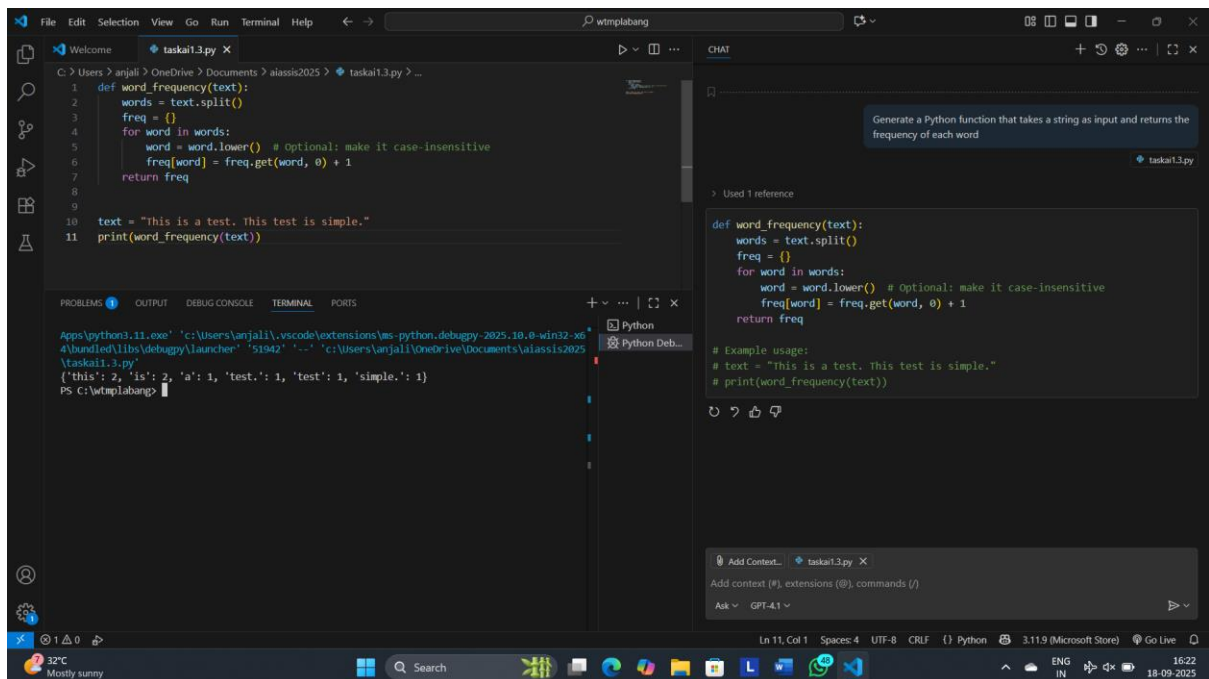 File Edit Selection View Go Run Terminal Help
wtmplabang
Welcome
taskai1.3.py
C: > Users > anjali > OneDrive > Documents > aiassis2025 > taskai1.3.py > ...
1 def word_frequency(text):
2 words = text.split()
3 freq = {}
4 for word in words:
5 word = word.lower() # Optional: make it case-insensitive
6 freq[word] = freq.get(word, 0) + 1
7 return freq
8
9
10 text = "This is a test. This test is simple."
11 print(word_frequency(text))
PROBLEMS 1 OUTPUT DEBUG CONSOLE TERMINAL PORTS
Apps\python3.11.exe' 'c:\Users\anjali\.vscode\extensions\ms-python.debugpy-2025.10.0-win32-x6
4\bundled\libs\debugpy\launcher' '51942' '--' 'c:\Users\anjali\OneDrive\Documents\aiassis2025
\taskai1.3.py'
{'this': 2, 'is': 2, 'a': 1, 'test.': 1, 'test': 1, 'simple.': 1}
PS C:\wtmplabang>
Python
Python Deb...
CHAT
Generate a Python function that takes a string as input and returns the
frequency of each word
taskai1.3.py
> Used 1 reference
def word_frequency(text):
words = text.split()
freq = {}
for word in words:
word = word.lower() # Optional: make it case-insensitive
freq[word] = freq.get(word, 0) + 1
return freq
# Example usage:
# text = "This is a test. This test is simple."
# print(word_frequency(text))
Add Context... taskai1.3.py
Add context (#), extensions (@), commands (/)
Ask GPT-4.1
1 0
Ln 11, Col 1 Spaces: 4 UTF-8 CRLF {} Python 3.11.9 (Microsoft Store) Go Live
7
32°C
Mostly sunny
Search
L
48
ENG
IN
16:22
18-09-2025